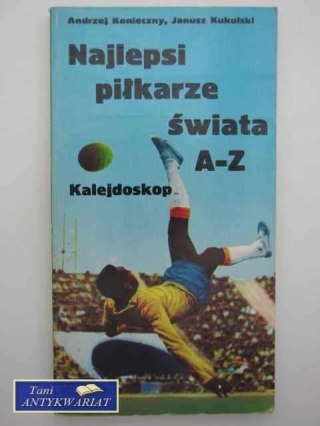 Andrzej Konieczny, Janusz Kukulski
Najlepsi
piłkarze
świata
A-Z
Kalejdoskop
Tani
ANTYKWARIAT